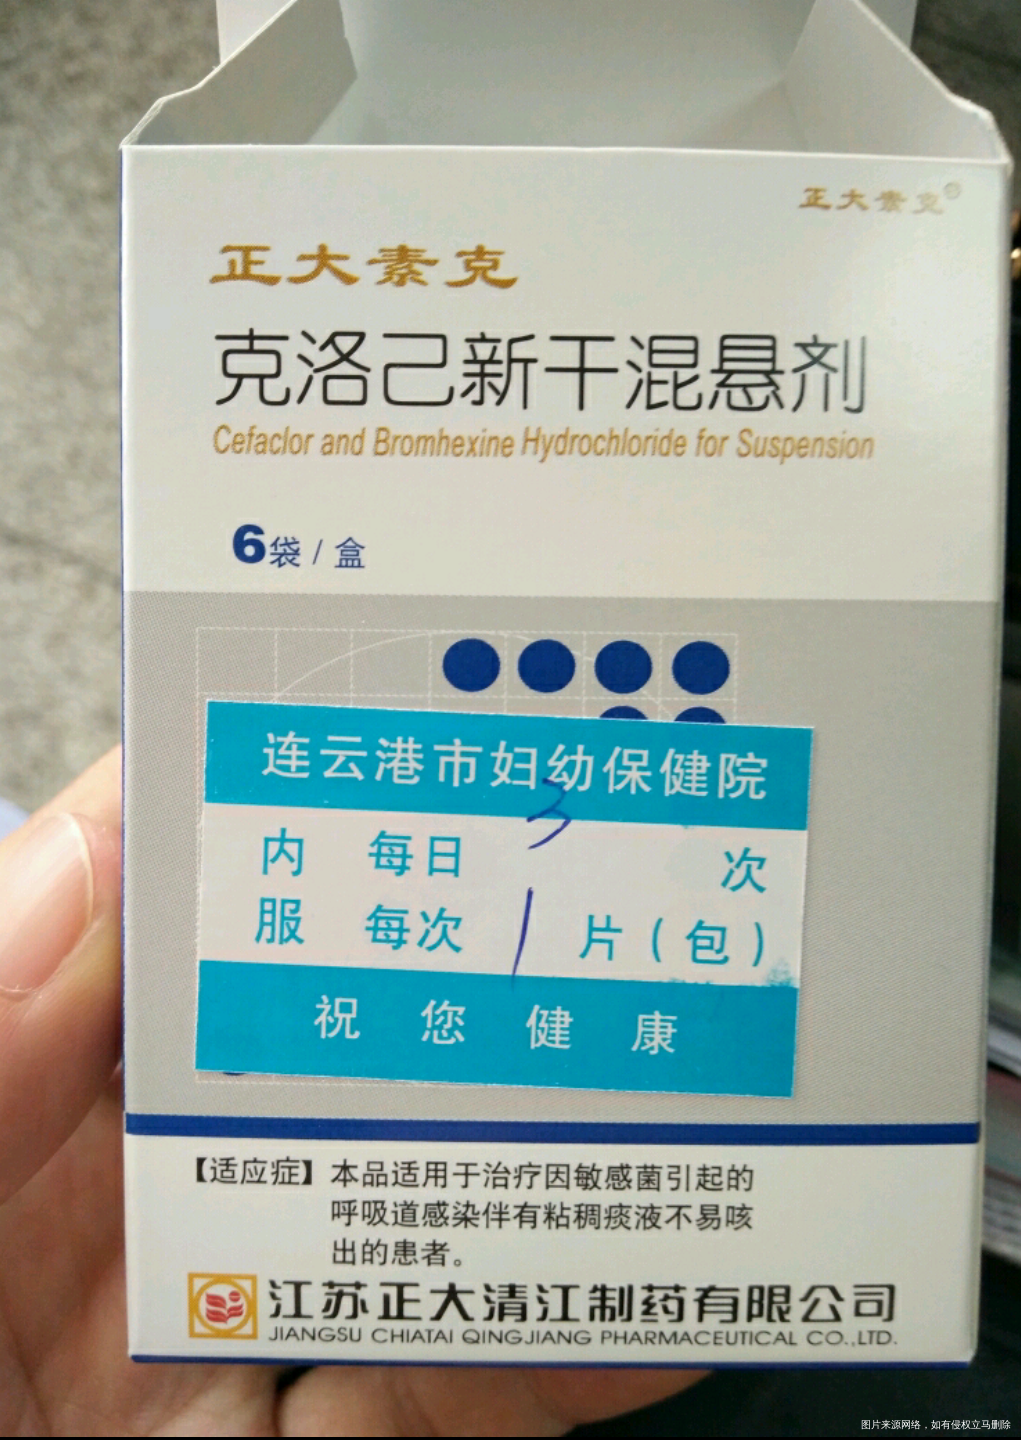 正大素克®
正大素克
克洛己新干混悬剂
Cefaclor and Bromhexine Hydrochloride for Suspension
6袋/盒
连云港市妇幼保健院
内 每日 3 次
服 每次 1 片(包)
祝您健康
【适应症】本品适用于治疗因敏感菌引起的
呼吸道感染伴有粘稠痰液不易咳
出的患者。
江苏正大清江制药有限公司
JIANGSU CHIATAI QINGJIANG PHARMACEUTICAL CO.,LTD.
图片来源网络，如有侵权立马删除